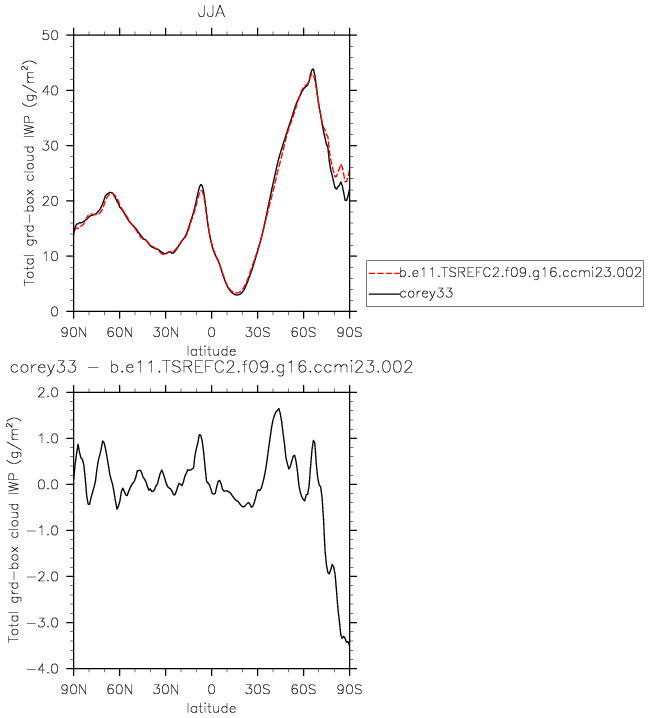 JJA
Total grd-box cloud IWP (g/m²)
50
40
30
20
10
0
90N 60N 30N 0 30S 60S 90S
latitude
b.e11.TSREFC2.f09.g16.ccmi23.002
corey33
corey33 - b.e11.TSREFC2.f09.g16.ccmi23.002
Total grd-box cloud IWP (g/m²)
2.0
1.0
0.0
-1.0
-2.0
-3.0
-4.0
90N 60N 30N 0 30S 60S 90S
latitude